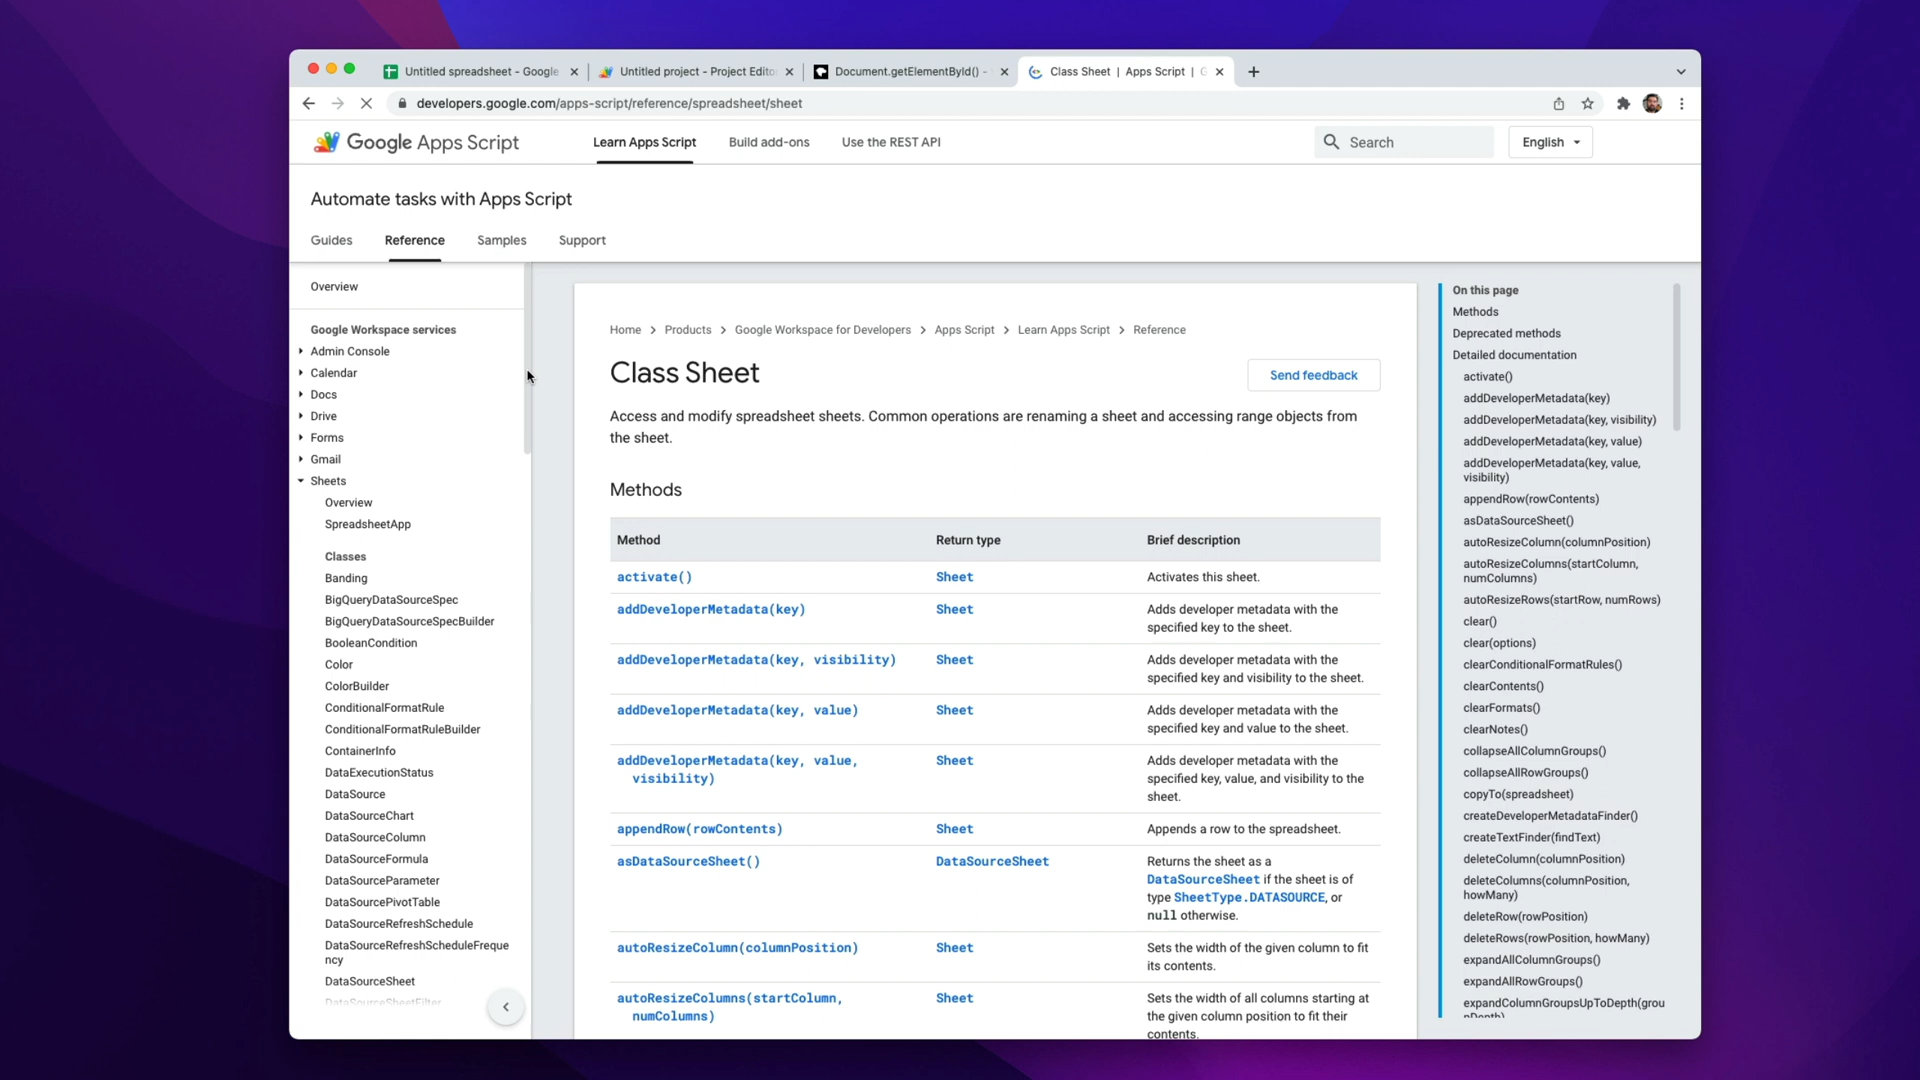 Untitled spreadsheet - Google
Untitled project - Project Edito
Document.getElementById() -
Class Sheet | Apps Script | G
developers.google.com/apps-script/reference/spreadsheet/sheet
Google Apps Script
Learn Apps Script
Build add-ons
Use the REST API
Search
English
Automate tasks with Apps Script
Guides
Reference
Samples
Support
Overview
Google Workspace services
Admin Console
Calendar
Docs
Drive
Forms
Gmail
Sheets
Overview
SpreadsheetApp
Classes
Banding
BigQueryDataSourceSpec
BigQueryDataSourceSpecBuilder
BooleanCondition
Color
ColorBuilder
ConditionalFormatRule
ConditionalFormatRuleBuilder
ContainerInfo
DataExecutionStatus
DataSource
DataSourceChart
DataSourceColumn
DataSourceFormula
DataSourceParameter
DataSourcePivotTable
DataSourceRefreshSchedule
DataSourceRefreshScheduleFreque
ncy
DataSourceSheet
DataSourceSheetFilter
Home > Products > Google Workspace for Developers > Apps Script > Learn Apps Script > Reference
Class Sheet
Send feedback
Access and modify spreadsheet sheets. Common operations are renaming a sheet and accessing range objects from
the sheet.
Methods
Method Return type Brief description
activate() Sheet Activates this sheet.
addDeveloperMetadata(key) Sheet Adds developer metadata with the
specified key to the sheet.
addDeveloperMetadata(key, visibility) Sheet Adds developer metadata with the
specified key and visibility to the sheet.
addDeveloperMetadata(key, value) Sheet Adds developer metadata with the
specified key and value to the sheet.
addDeveloperMetadata(key, value, Sheet Adds developer metadata with the
visibility) specified key, value, and visibility to the
sheet.
appendRow(rowContents) Sheet Appends a row to the spreadsheet.
asDataSourceSheet() DataSourceSheet Returns the sheet as a
DataSourceSheet if the sheet is of
type SheetType.DATASOURCE, or
null otherwise.
autoResizeColumn(columnPosition) Sheet Sets the width of the given column to fit
its contents.
autoResizeColumns(startColumn, Sheet Sets the width of all columns starting at
numColumns) the given column position to fit their
contents.
On this page
Methods
Deprecated methods
Detailed documentation
activate()
addDeveloperMetadata(key)
addDeveloperMetadata(key, visibility)
addDeveloperMetadata(key, value)
addDeveloperMetadata(key, value,
visibility)
appendRow(rowContents)
asDataSourceSheet()
autoResizeColumn(columnPosition)
autoResizeColumns(startColumn,
numColumns)
autoResizeRows(startRow, numRows)
clear()
clear(options)
clearConditionalFormatRules()
clearContents()
clearFormats()
clearNotes()
collapseAllColumnGroups()
collapseAllRowGroups()
copyTo(spreadsheet)
createDeveloperMetadataFinder()
createTextFinder(findText)
deleteColumn(columnPosition)
deleteColumns(columnPosition,
howMany)
deleteRow(rowPosition)
deleteRows(rowPosition, howMany)
expandAllColumnGroups()
expandAllRowGroups()
expandColumnGroupsUpToDepth(grou
pDepth)